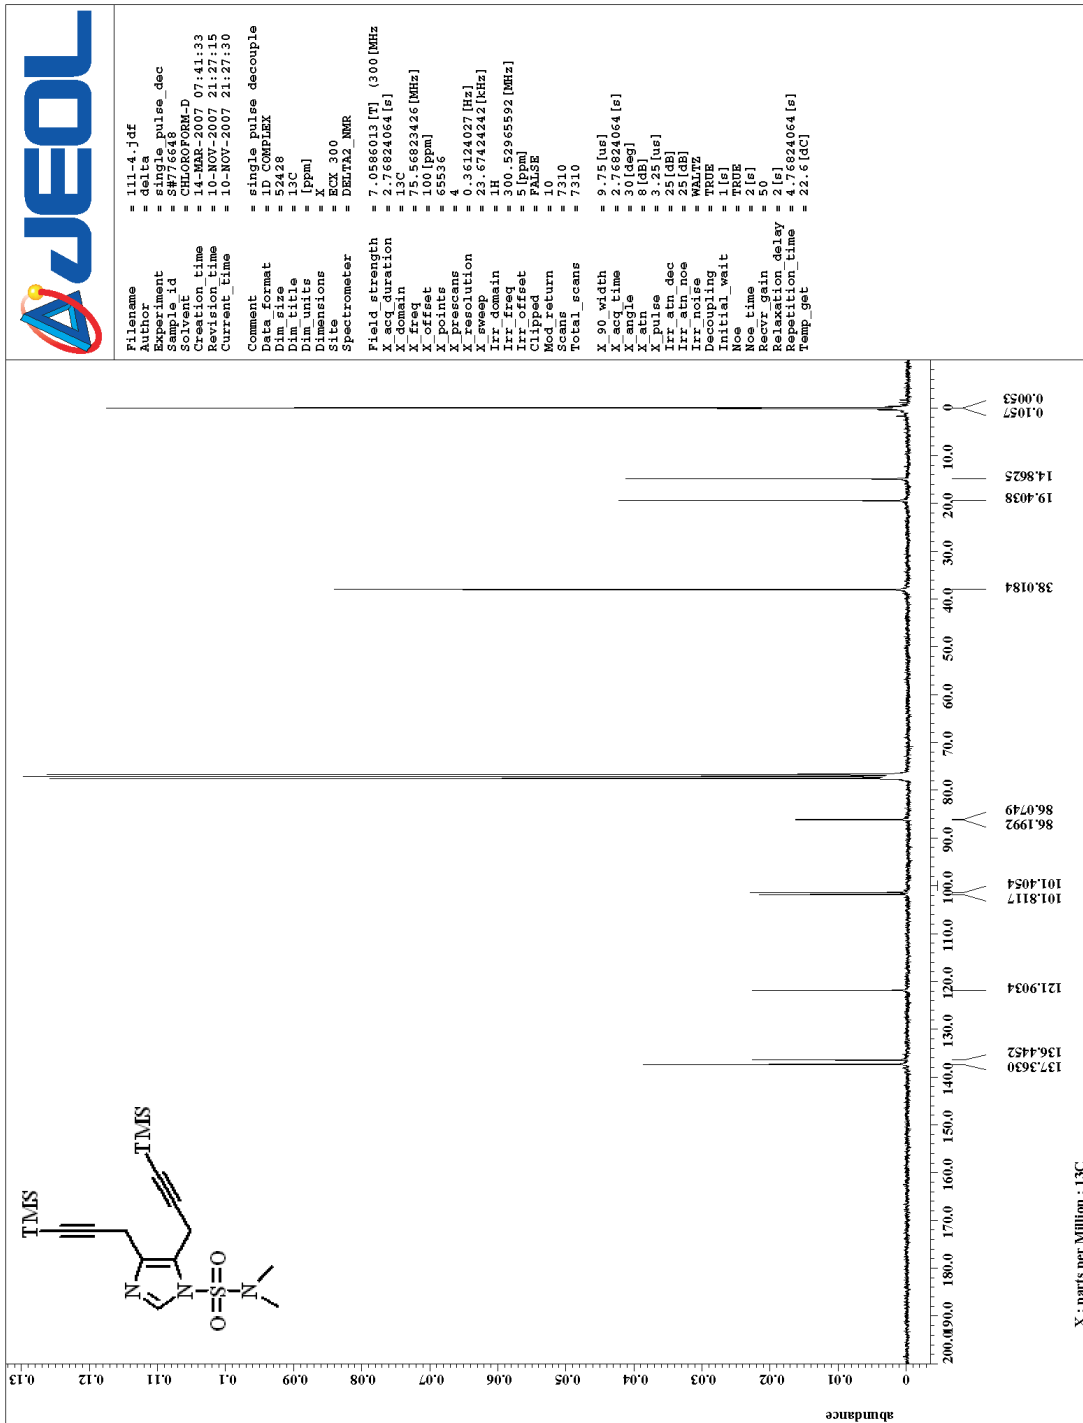 JEOL
Filename = 111-4.jdf
Author = delta
Experiment = single_pulse_dec
Sample_id = S#776648
Solvent = CHLOROFORM-D
Creation_time = 14-MAR-2007 07:41:33
Revision_time = 10-NOV-2007 21:27:15
Current_time = 10-NOV-2007 21:27:30
Comment = single pulse decouple
Data_format = 1D COMPLEX
Dim_size = 52428
Dim_title = 13C
Dim_units = [ppm]
Dimensions = X
Site = ECX 300
Spectrometer = DELTA2_NMR
Field_strength = 7.0586013[T] (300[MHz
X_acq_duration = 2.76824064[s]
X_domain = 13C
X_freq = 75.56823426[MHz]
X_offset = 100[ppm]
X_points = 65536
X_prescans = 4
X_resolution = 0.36124027[Hz]
X_sweep = 23.67424242[kHz]
Irr_domain = 1H
Irr_freq = 300.52965592[MHz]
Irr_offset = 5[ppm]
Clipped = FALSE
Mod_return = 10
Scans = 7310
Total_scans = 7310
X_90_width = 9.75[us]
X_acq_time = 2.76824064[s]
X_angle = 30[deg]
X_atn = 8[dB]
X_pulse = 3.25[us]
Irr_atn_dec = 25[dB]
Irr_atn_noe = 25[dB]
Irr_noise = WALTZ
Decoupling = TRUE
Initial_wait = 1[s]
Noe = TRUE
Noe_time = 2[s]
Recvr_gain = 50
Relaxation_delay = 2[s]
Repetition_time = 4.76824064[s]
Temp_get = 22.6[dC]
TMS
TMS
N
N
O=S=O
N
abundance
0 0.01 0.02 0.03 0.04 0.05 0.06 0.07 0.08 0.09 0.1 0.11 0.12 0.13
200.0 190.0 180.0 170.0 160.0 150.0 140.0 130.0 120.0 110.0 100.0 90.0 80.0 70.0 60.0 50.0 40.0 30.0 20.0 10.0 0
137.3630 136.4452 121.9034 101.8117 101.4054 86.1992 86.0749 38.0184 19.4038 14.8625 0.1057 0.0053
X : parts per Million : 13C